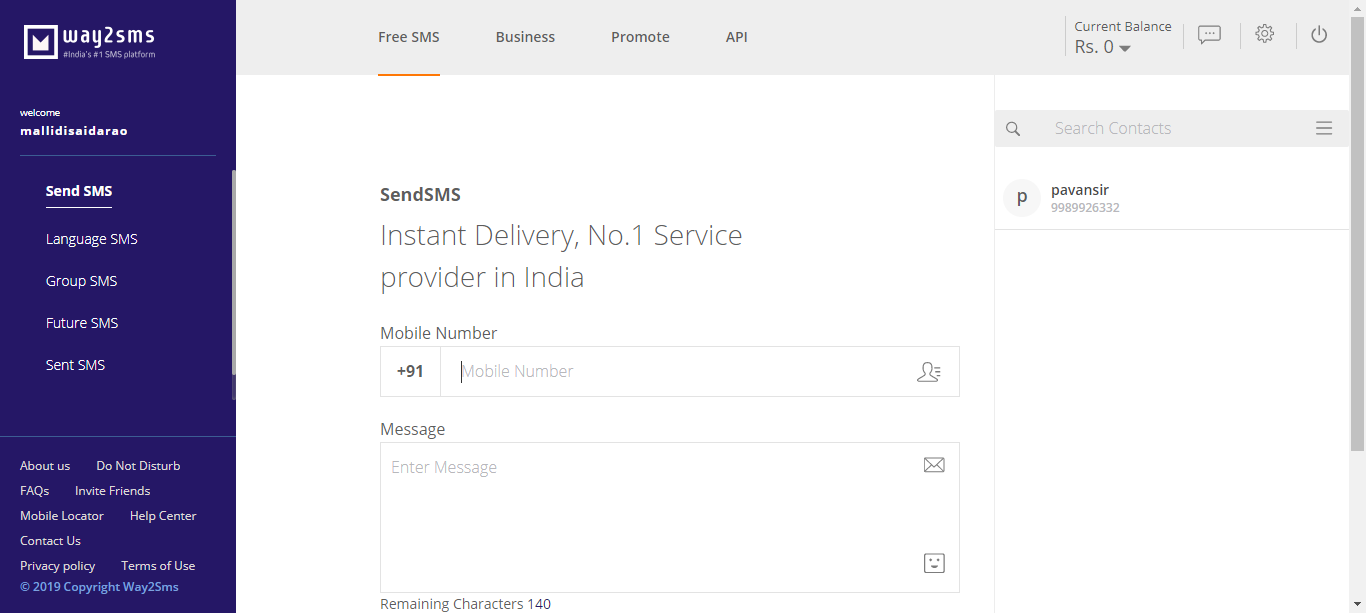 way2sms
#India's #1 SMS platform
welcome
mallidisaidarao
Send SMS
Language SMS
Group SMS
Future SMS
Sent SMS
About us Do Not Disturb
FAQs Invite Friends
Mobile Locator Help Center
Contact Us
Privacy policy Terms of Use
© 2019 Copyright Way2Sms
Free SMS Business Promote API
Current Balance
Rs. 0
SendSMS
Instant Delivery, No.1 Service
provider in India
Mobile Number
+91 Mobile Number
Message
Enter Message
Remaining Characters 140
Search Contacts
p
pavansir
9989926332